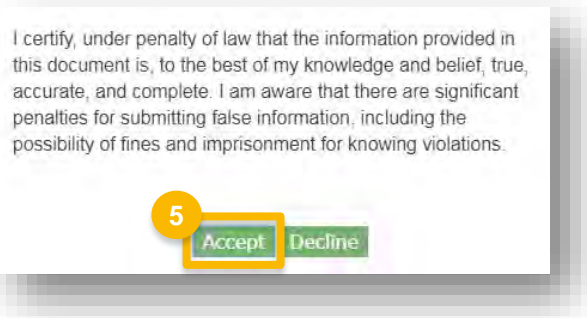 I certify, under penalty of law that the information provided in
this document is, to the best of my knowledge and belief, true,
accurate, and complete. I am aware that there are significant
penalties for submitting false information, including the
possibility of fines and imprisonment for knowing violations.
5
Accept Decline